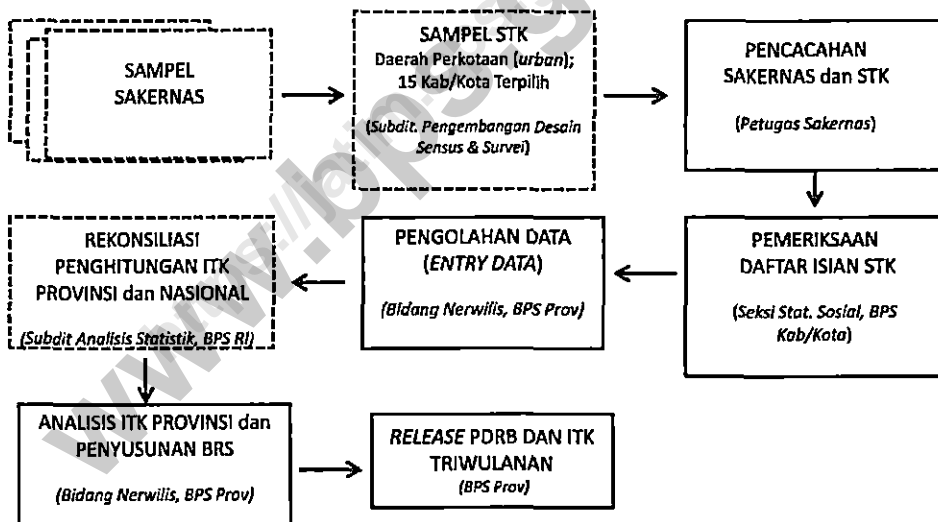 SAMPEL
SAKERNAS
SAMPEL STK
Daerah Perkotaan (urban);
15 Kab/Kota Terpilih
(Subdit. Pengembangan Desain
Sensus & Survei)
PENCACAHAN
SAKERNAS dan STK
(Petugas Sakernas)
REKONSILIASI
PENGHITUNGAN ITK
PROVINSI dan NASIONAL
(Subdit Analisis Statistik, BPS RI)
PENGOLAHAN DATA
(ENTRY DATA)
(Bidang Nerwilis, BPS Prov)
PEMERIKSAAN
DAFTAR ISIAN STK
(Seksi Stat. Sosial, BPS
Kab/Kota)
ANALISIS ITK PROVINSI dan
PENYUSUNAN BRS
(Bidang Nerwilis, BPS Prov)
RELEASE PDRB DAN ITK
TRIWULANAN
(BPS Prov)